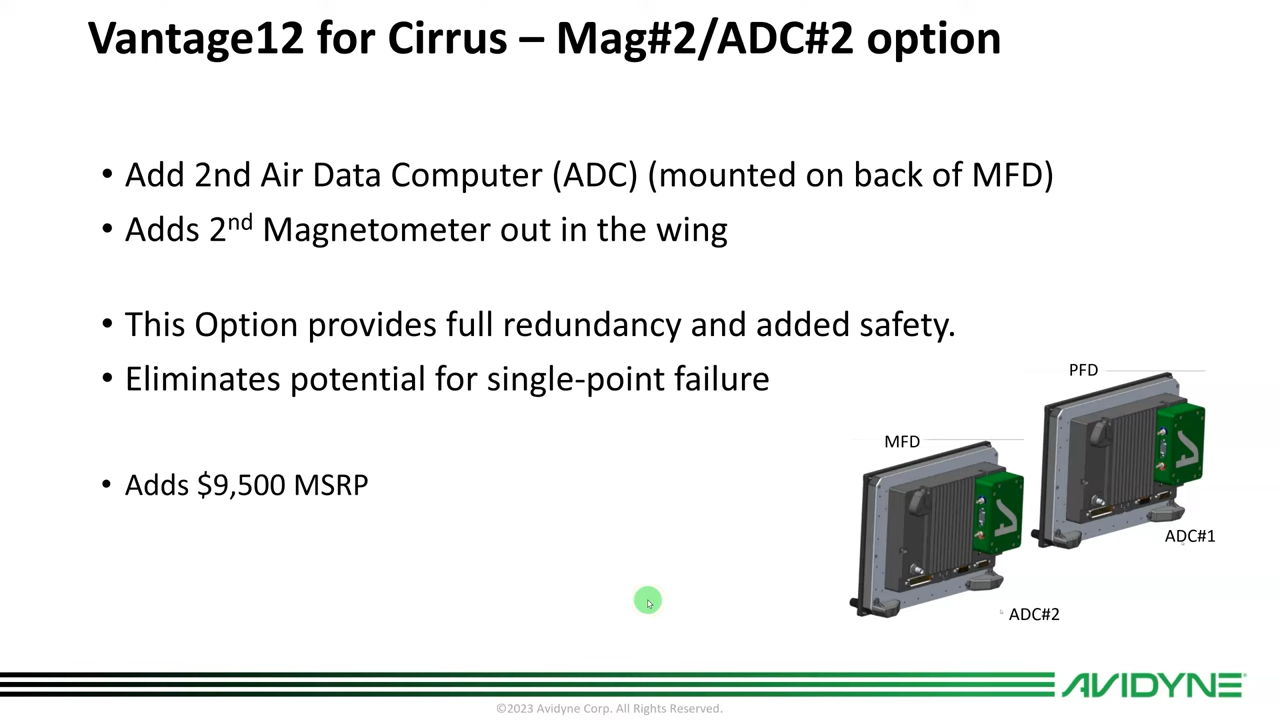 Vantage12 for Cirrus – Mag#2/ADC#2 option
• Add 2nd Air Data Computer (ADC) (mounted on back of MFD)
• Adds 2nd Magnetometer out in the wing
• This Option provides full redundancy and added safety.
• Eliminates potential for single-point failure
• Adds $9,500 MSRP
PFD
MFD
ADC#1
ADC#2
AVIDYNE
©2023 Avidyne Corp. All Rights Reserved.